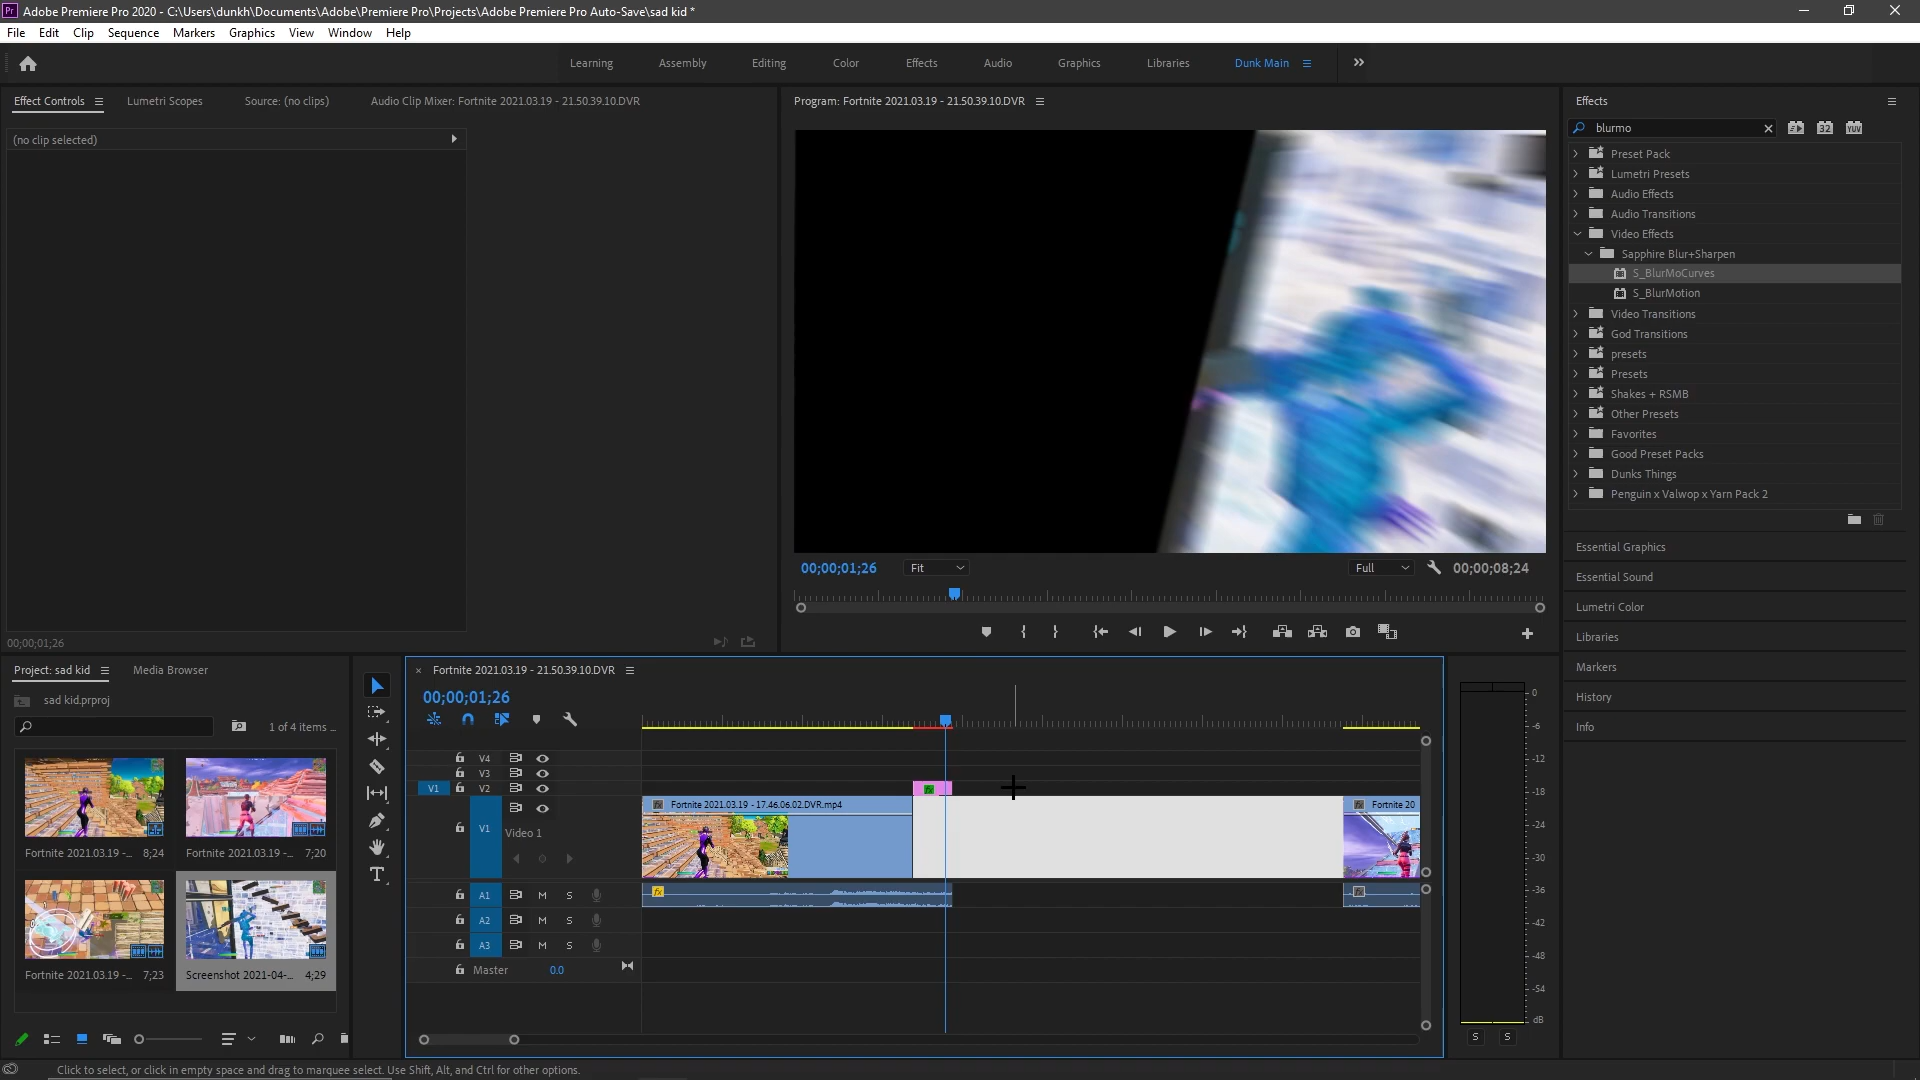 Pr Adobe Premiere Pro 2020 - C:\Users\dunkh\Documents\Adobe\Premiere Pro\Projects\Adobe Premiere Pro Auto-Save\sad kid *
File Edit Clip Sequence Markers Graphics View Window Help
Learning Assembly Editing Color Effects Audio Graphics Libraries Dunk Main
Effect Controls Lumetri Scopes Source: (no clips) Audio Clip Mixer: Fortnite 2021.03.19 - 21.50.39.10.DVR
(no clip selected)
00;00;01;26
Program: Fortnite 2021.03.19 - 21.50.39.10.DVR
00;00;01;26 Fit Full 00;00;08;24
Effects
blurmo
32 YUV
Preset Pack
Lumetri Presets
Audio Effects
Audio Transitions
Video Effects
Sapphire Blur+Sharpen
S_BlurMoCurves
S_BlurMotion
Video Transitions
God Transitions
presets
Presets
Shakes + RSMB
Other Presets
Favorites
Good Preset Packs
Dunks Things
Penguin x Valwop x Yarn Pack 2
Essential Graphics
Essential Sound
Lumetri Color
Libraries
Markers
History
Info
Project: sad kid Media Browser
sad kid.prproj
1 of 4 items ...
Fortnite 2021.03.19 -... 8;24
Fortnite 2021.03.19 -... 7;20
Fortnite 2021.03.19 -... 7;23
Screenshot 2021-04-... 4;29
T
× Fortnite 2021.03.19 - 21.50.39.10.DVR
00;00;01;26
V4
V3
V1 V2 fx
V1 Video 1
fx Fortnite 2021.03.19 - 17.46.06.02.DVR.mp4
fx Fortnite 20
A1 M S fx fx
A2 M S
A3 M S
Master 0.0
0
-6
-12
-18
-24
-30
-36
-42
-48
-54
dB
S S
Click to select, or click in empty space and drag to marquee select. Use Shift, Alt, and Ctrl for other options.